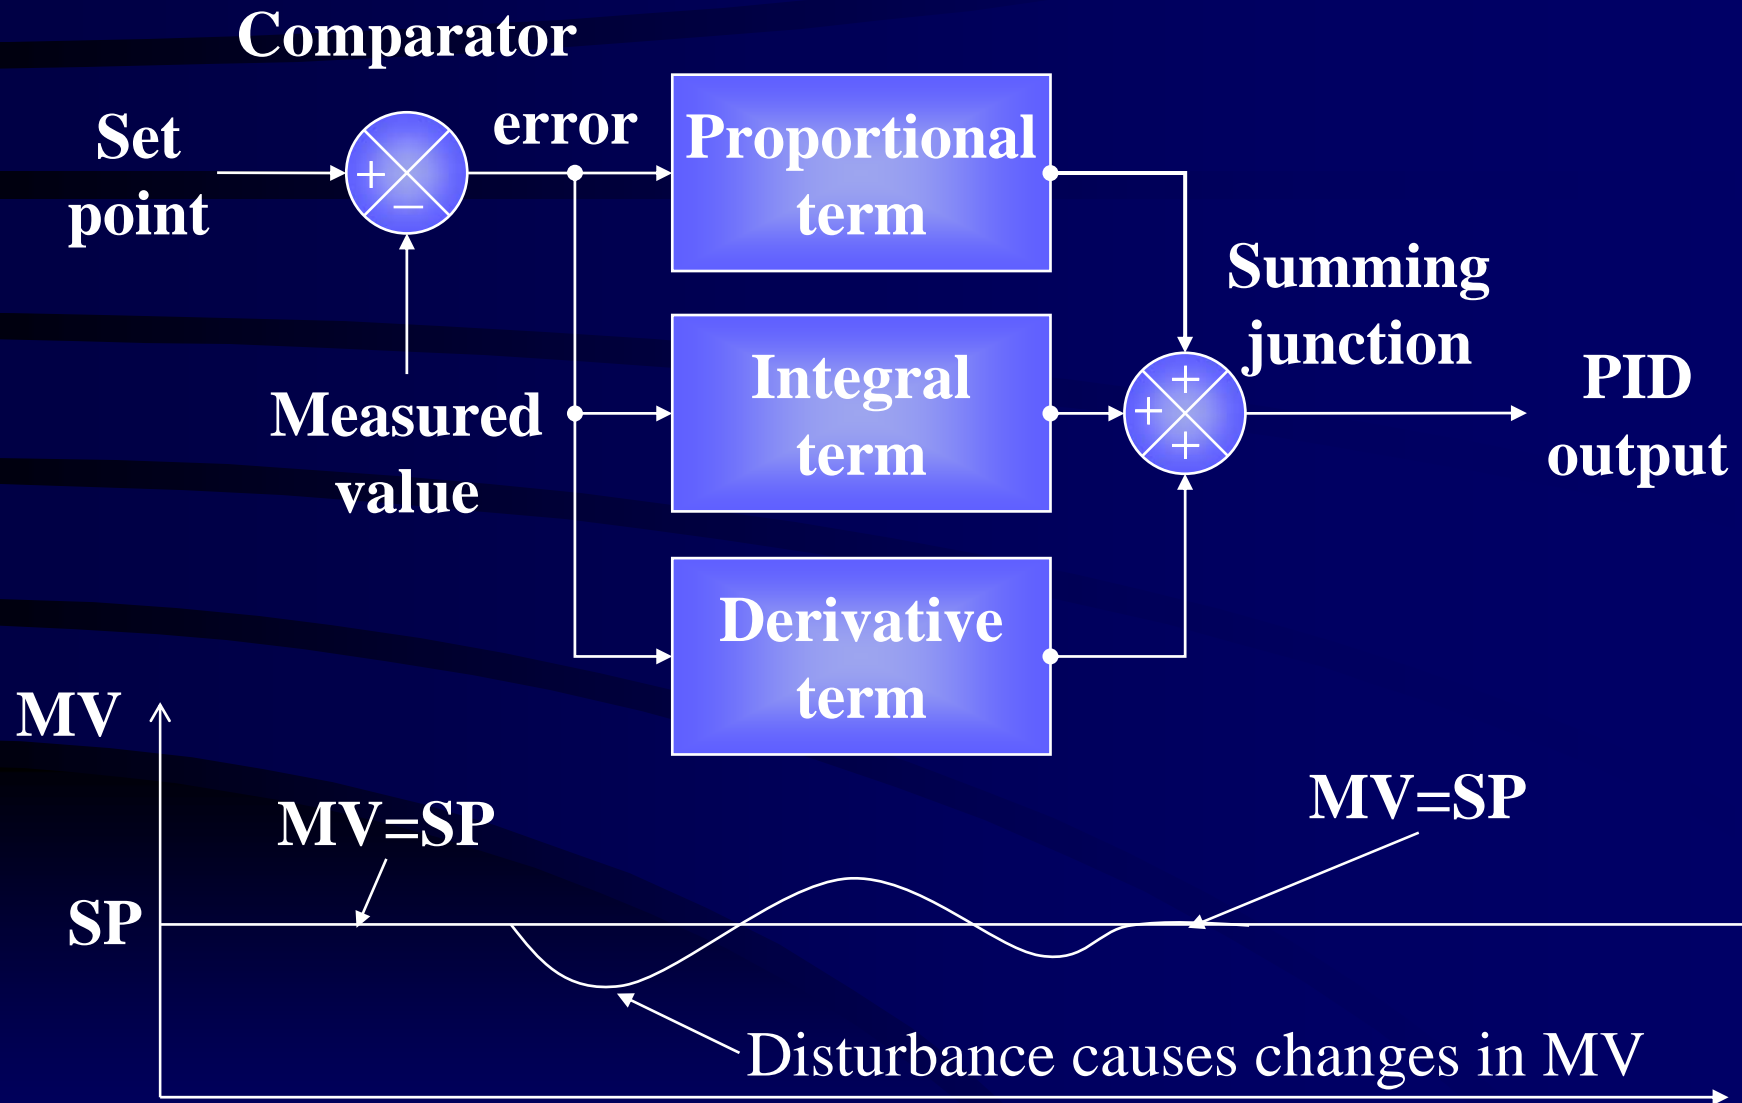 Comparator
Set
point
+
−
error
Measured
value
Proportional
term
Integral
term
Derivative
term
Summing
junction
+
+
+
PID
output
MV
SP
MV=SP
MV=SP
Disturbance causes changes in MV